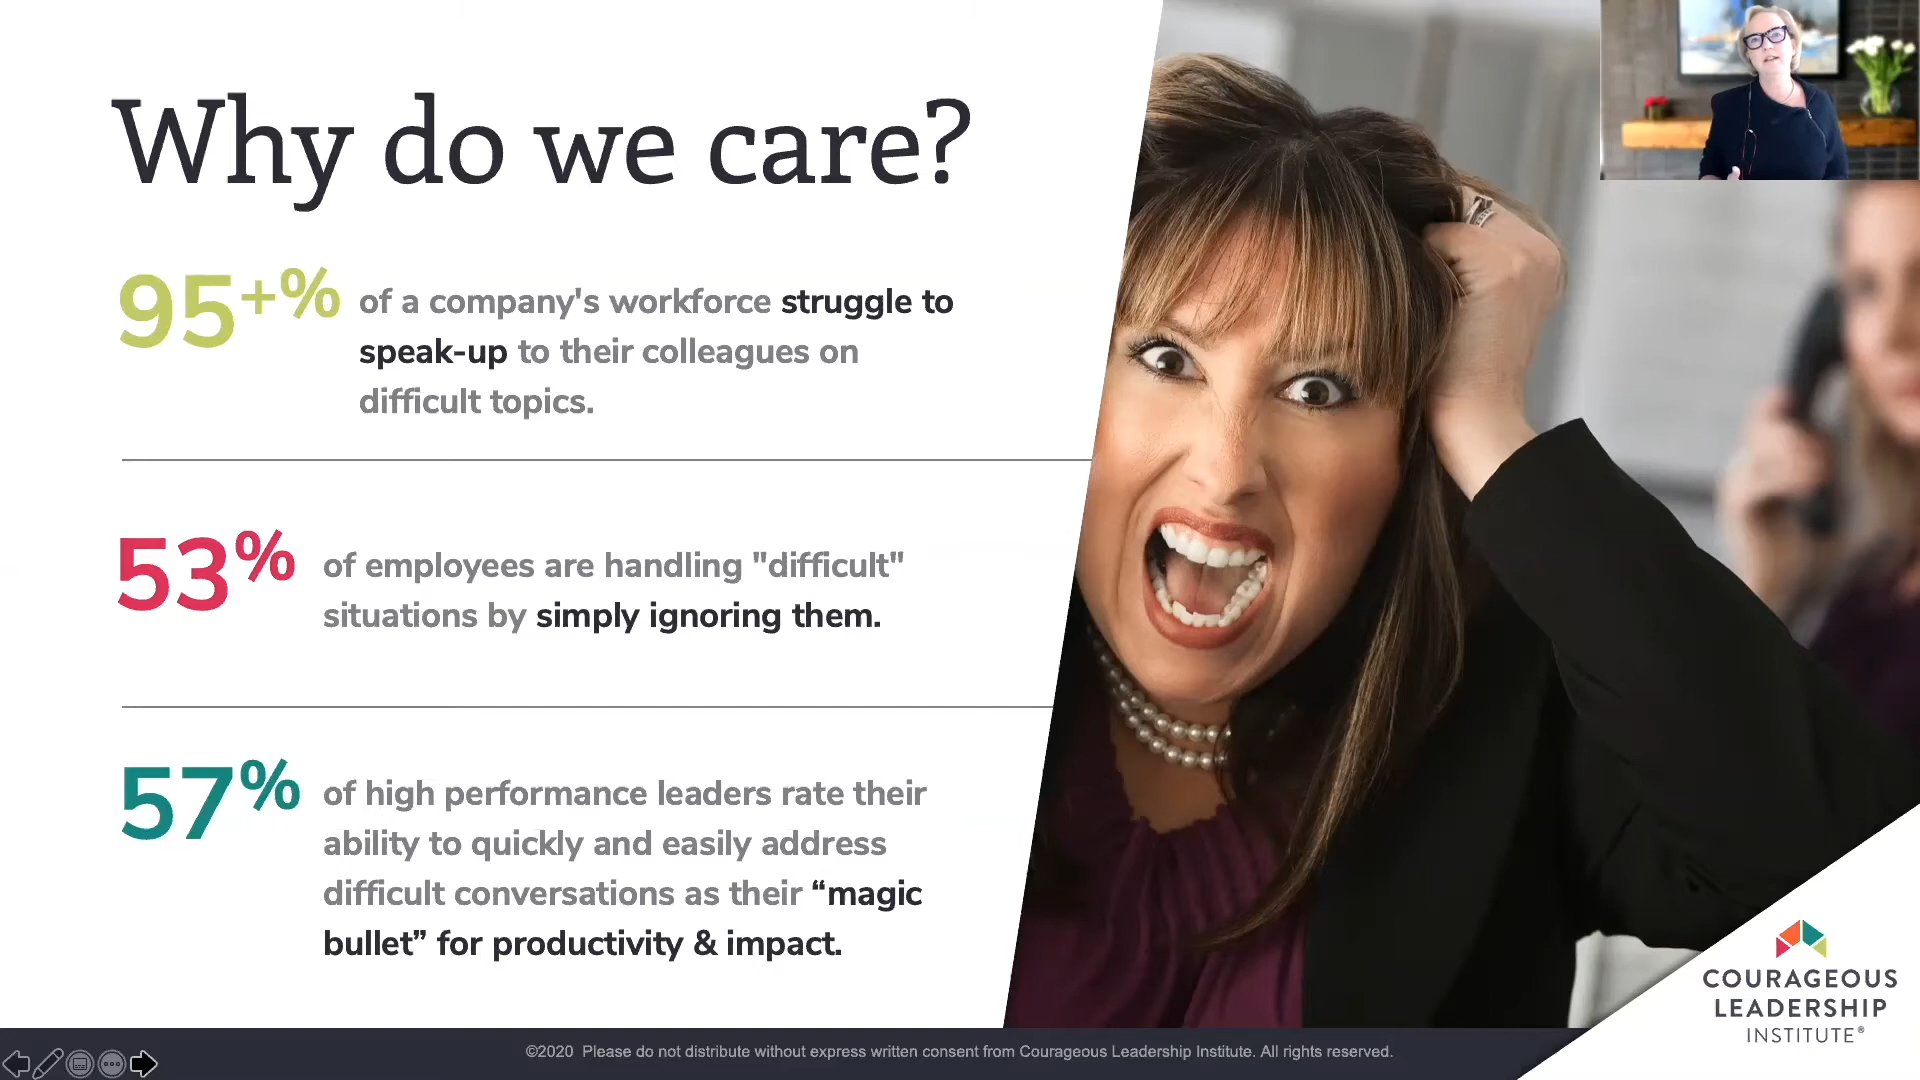 Why do we care?
95+% of a company's workforce struggle to
speak-up to their colleagues on
difficult topics.
53% of employees are handling "difficult"
situations by simply ignoring them.
57% of high performance leaders rate their
ability to quickly and easily address
difficult conversations as their “magic
bullet” for productivity & impact.
COURAGEOUS
LEADERSHIP
INSTITUTE®
©2020 Please do not distribute without express written consent from Courageous Leadership Institute. All rights reserved.